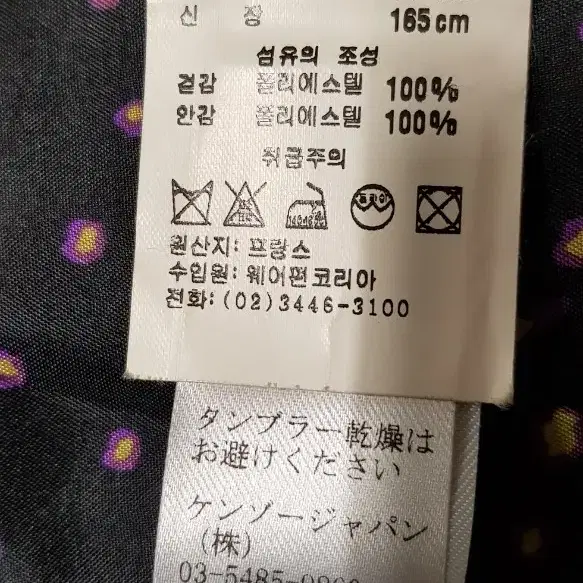 신 장 165cm
섬유의 조성
겉감 폴리에스텔 100%
안감 폴리에스텔 100%
취급주의
원산지: 프랑스
수입원: 웨어펀코리아
전화: (02)3446-3100
タンブラー乾燥は
お避けください
ケンゾージャパン
(株)
03-5485-